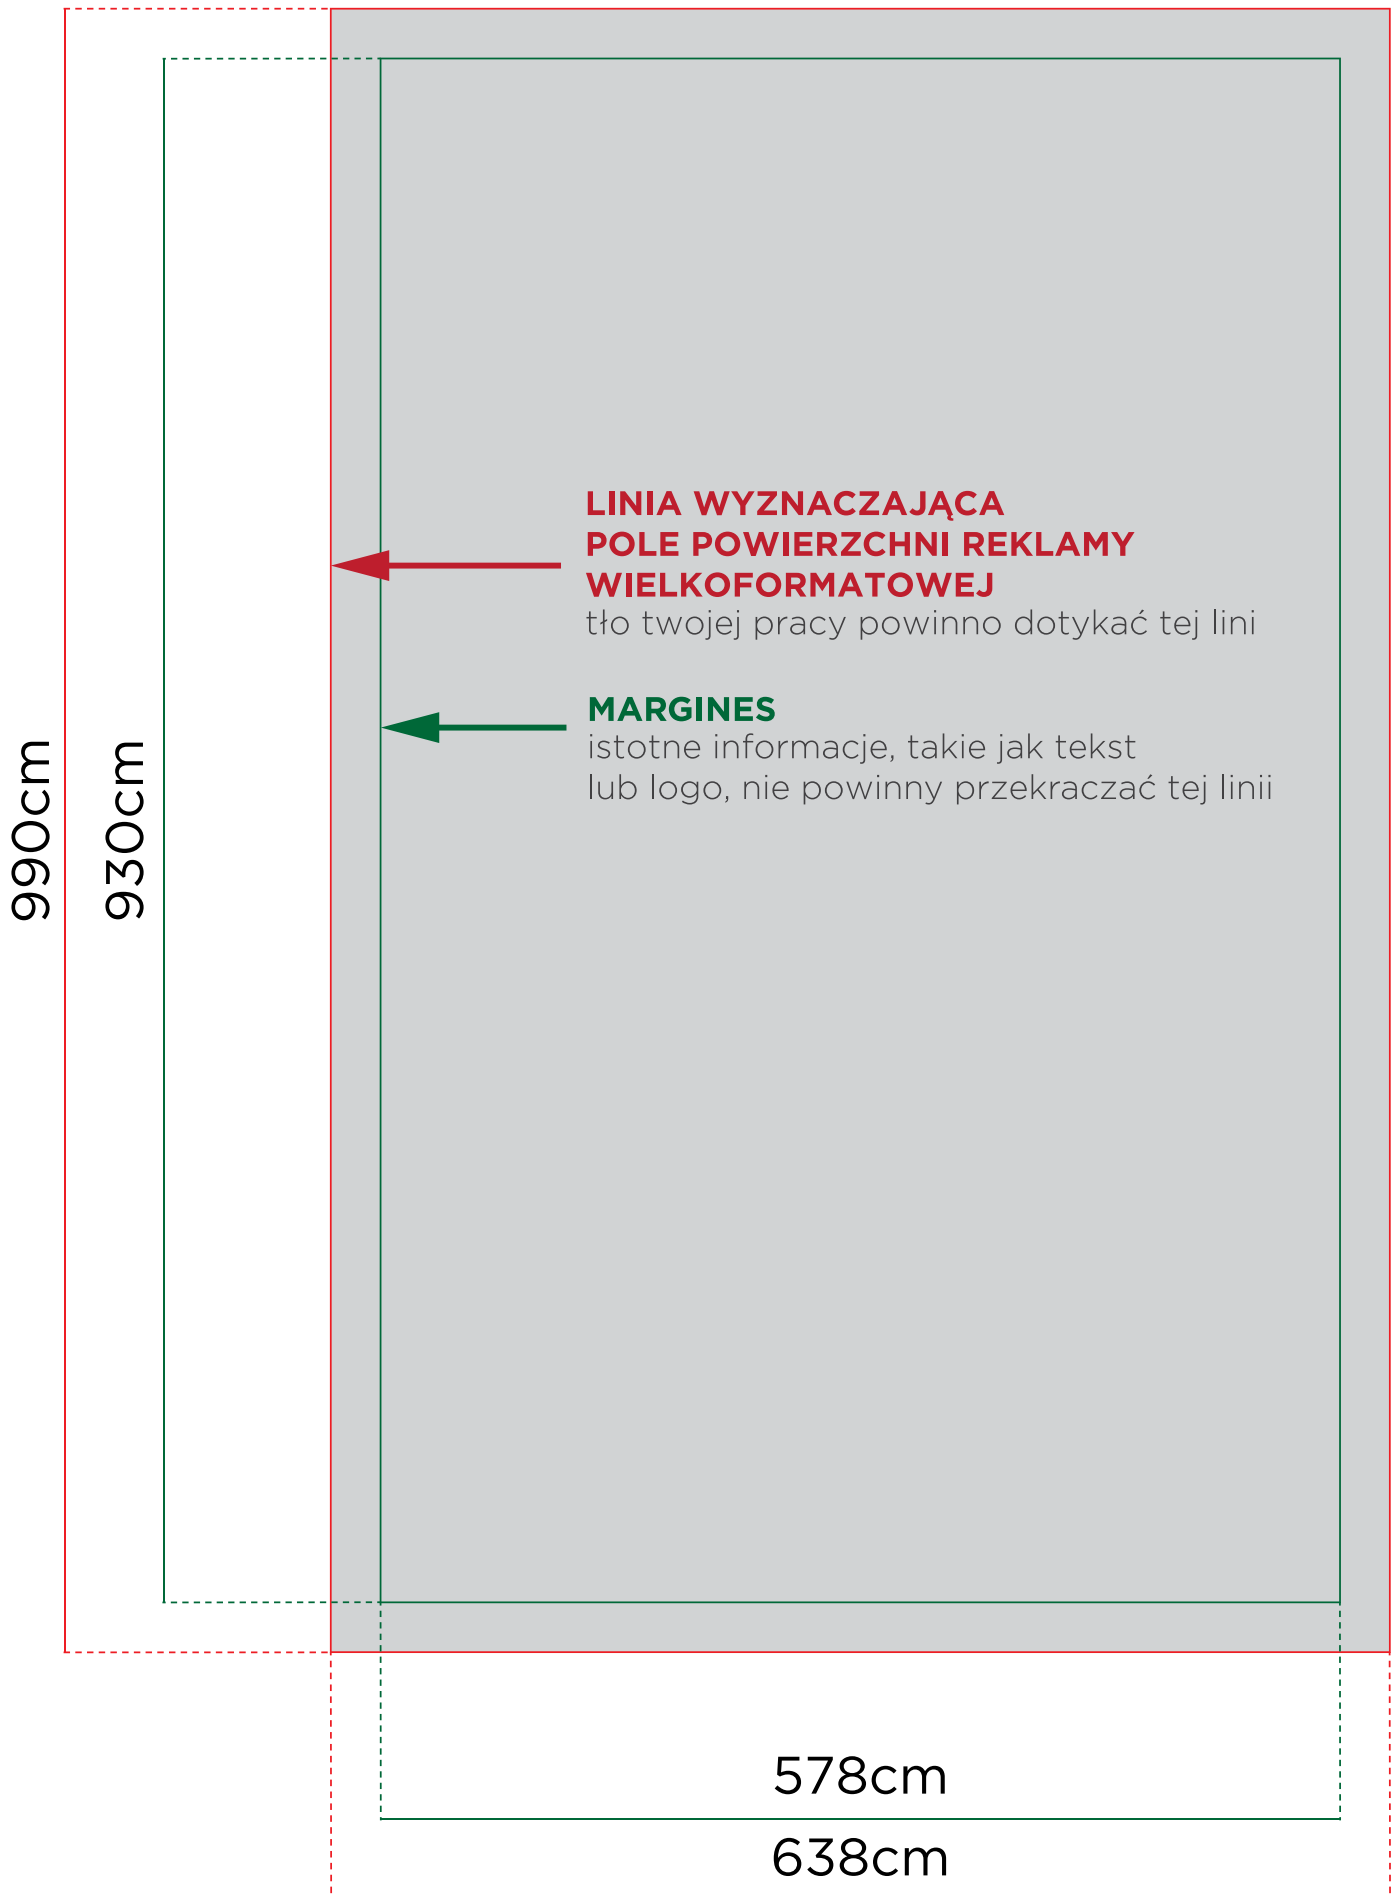 LINIA WYZNACZAJĄCA
POLE POWIERZCHNI REKLAMY
WIELKOFORMATOWEJ
tło twojej pracy powinno dotykać tej lini
MARGINES
istotne informacje, takie jak tekst
lub logo, nie powinny przekraczać tej linii
990cm
930cm
578cm
638cm